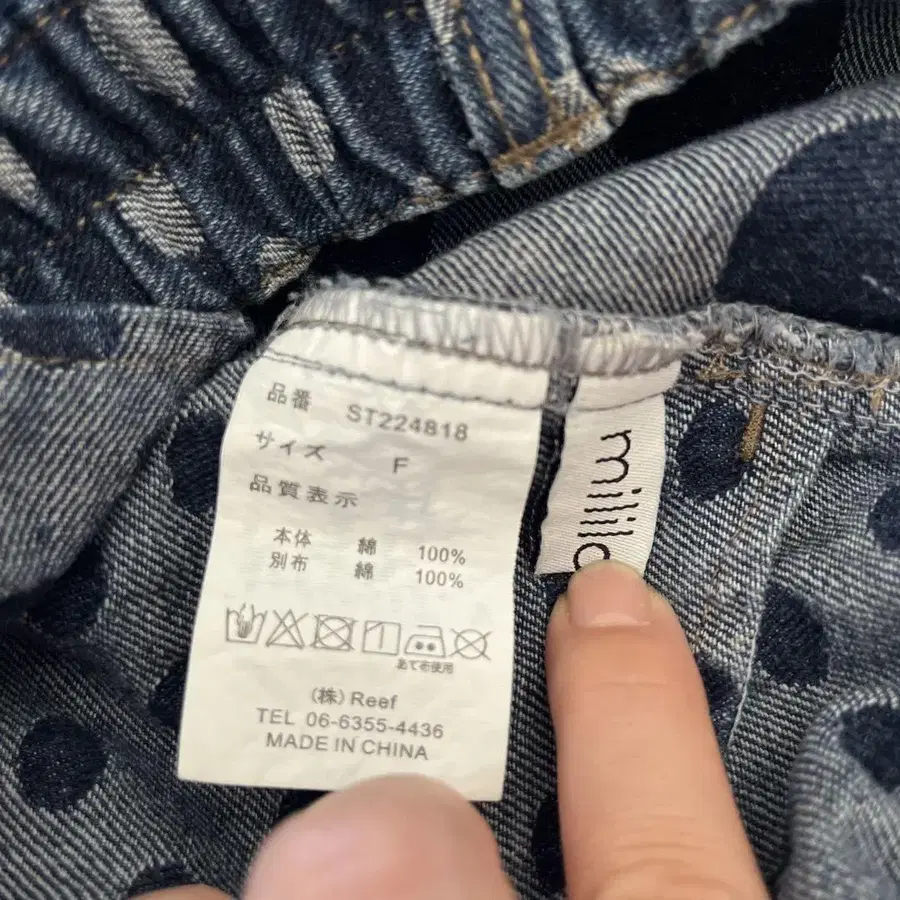 品番 ST224818
サイズ F
品質表示
本体 綿 100%
別布 綿 100%
あて布使用
(株) Reef
TEL 06-6355-4436
MADE IN CHINA